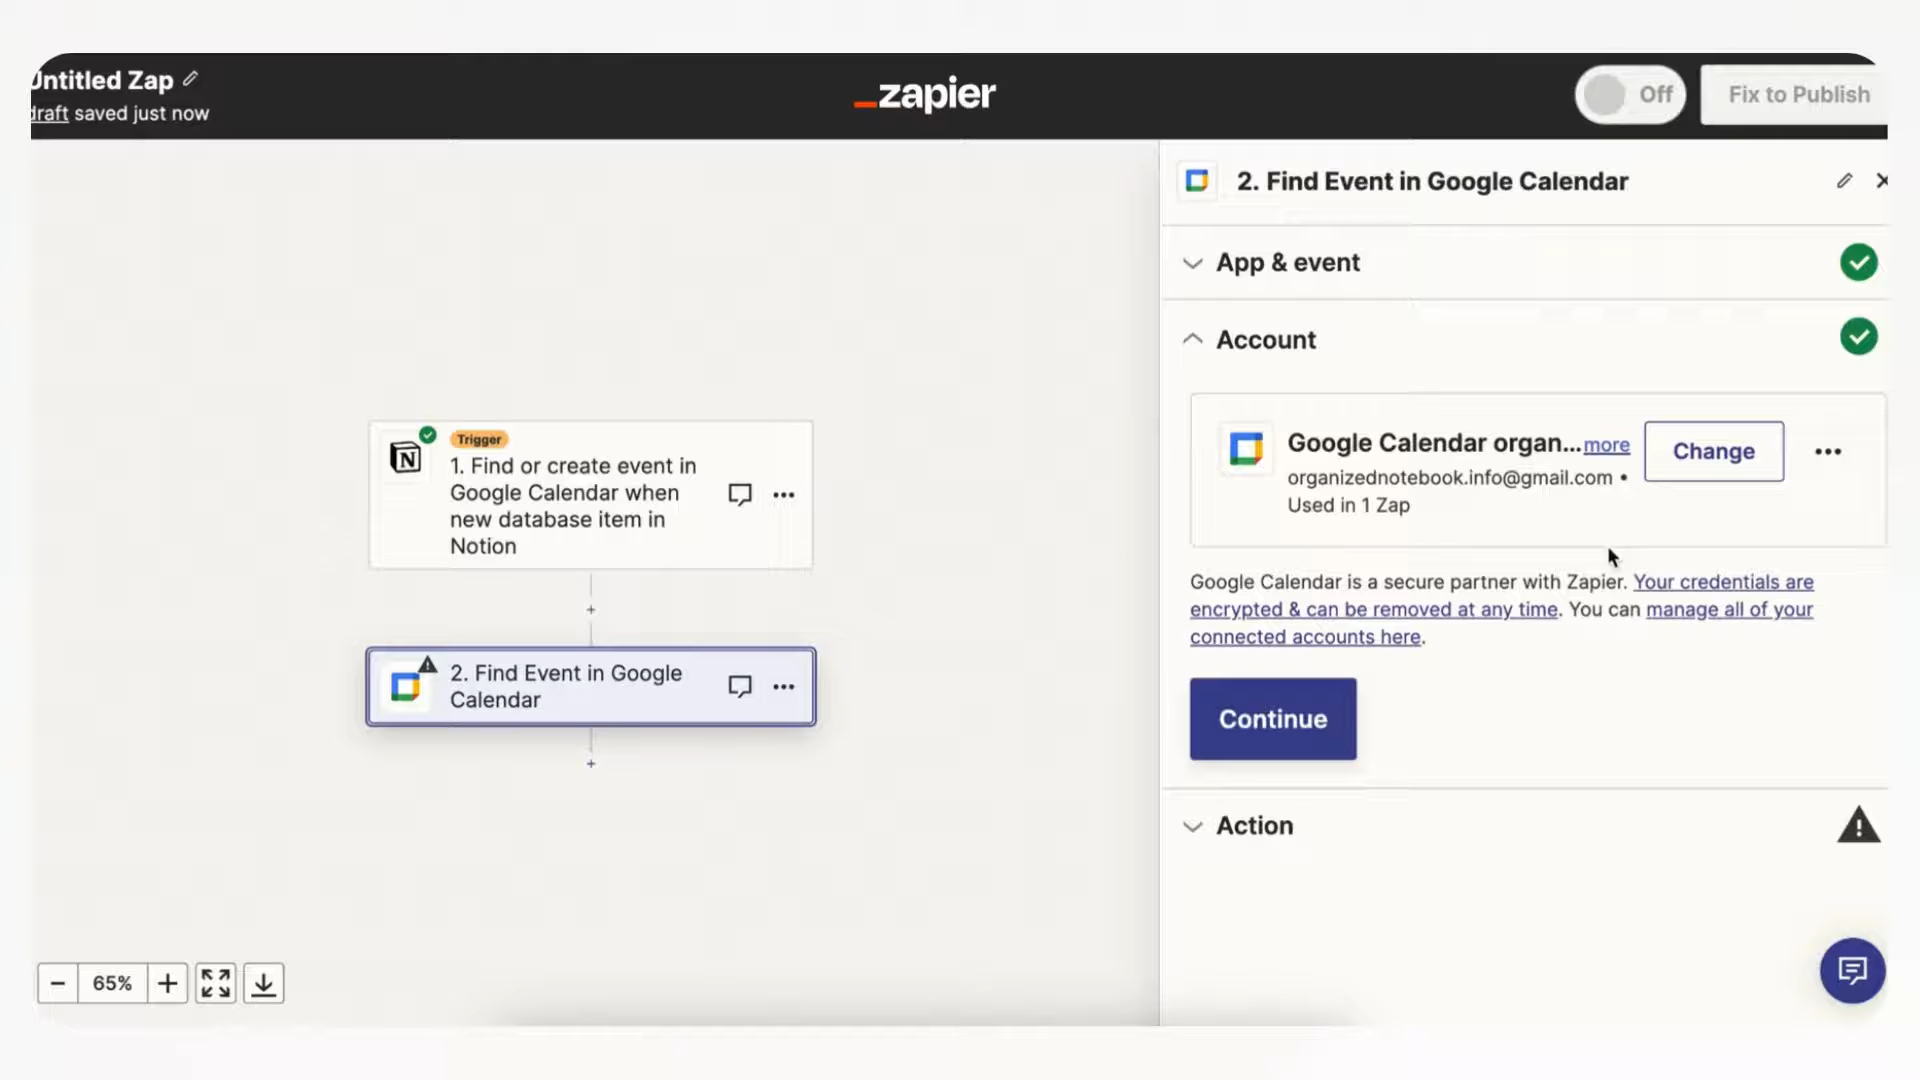 Untitled Zap
draft saved just now
zapier
Off
Fix to Publish
Trigger
1. Find or create event in
Google Calendar when
new database item in
Notion
2. Find Event in Google
Calendar
65%
2. Find Event in Google Calendar
App & event
Account
Google Calendar organ...more
organizednotebook.info@gmail.com •
Used in 1 Zap
Change
Google Calendar is a secure partner with Zapier. Your credentials are
encrypted & can be removed at any time. You can manage all of your
connected accounts here.
Continue
Action